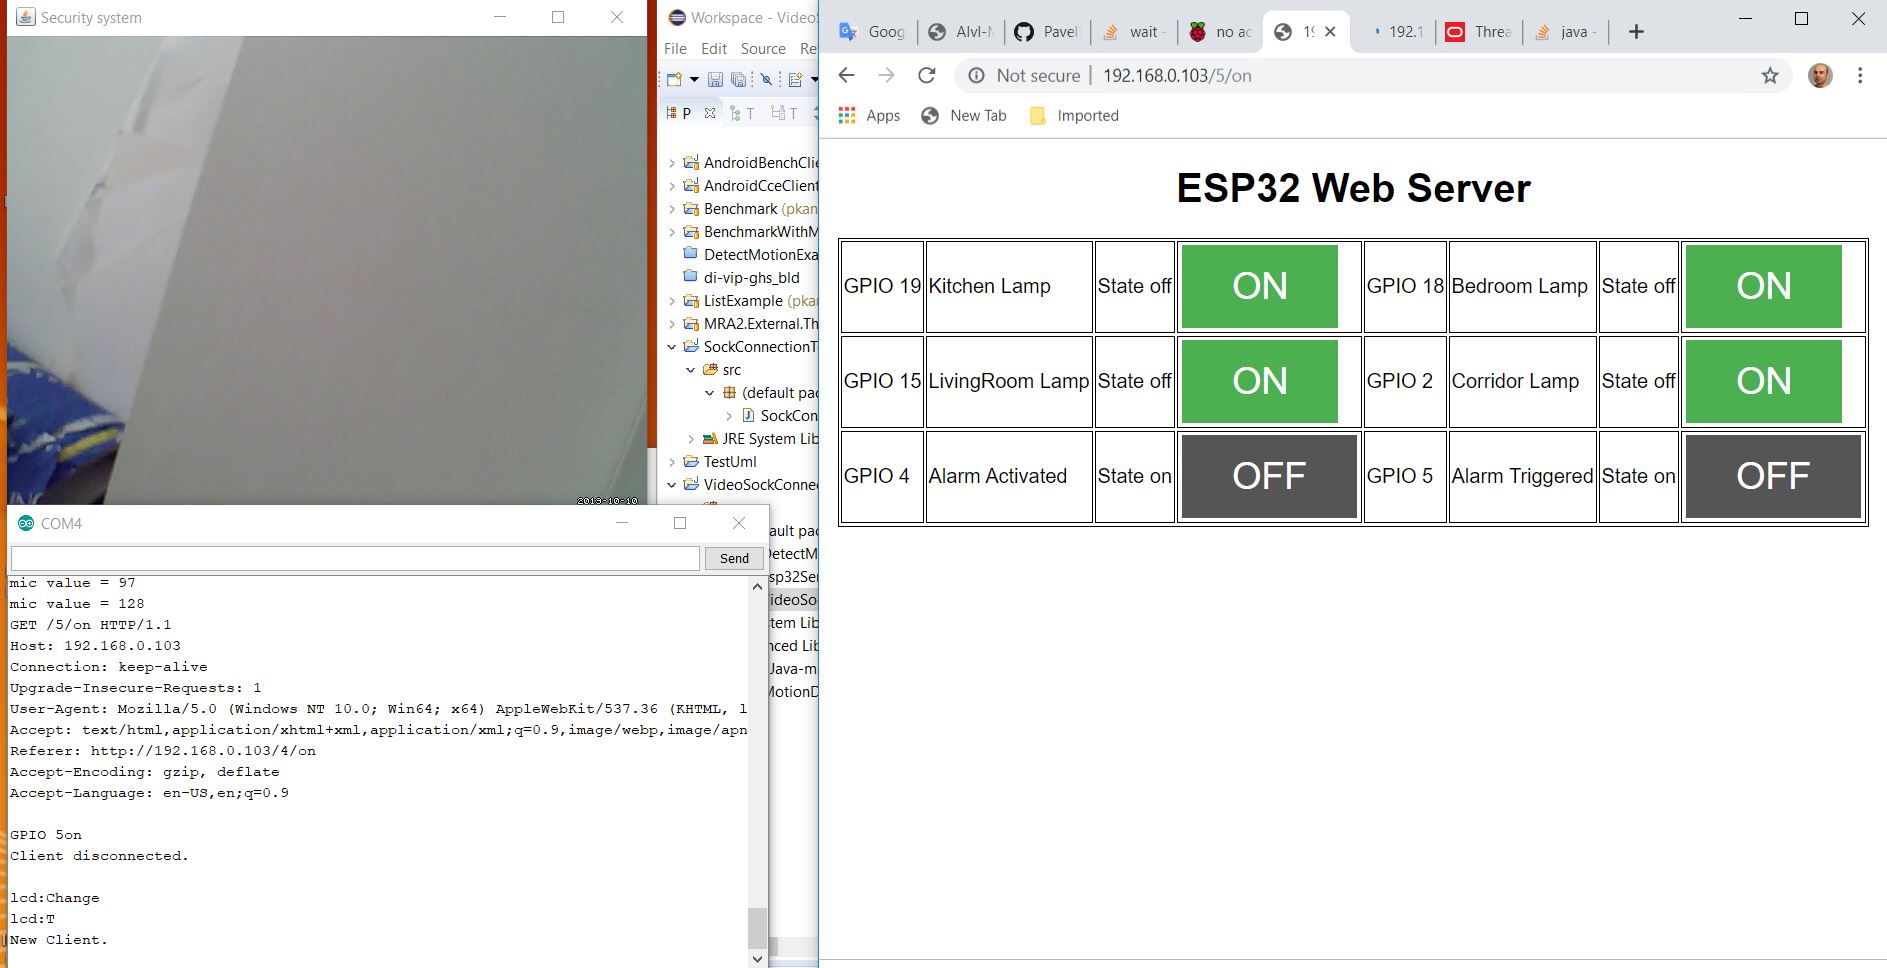 Security system
2013-10-10
Workspace - VideoS
File Edit Source Re
P T T
AndroidBenchClie
AndroidCceClient
Benchmark (pkan
BenchmarkWithM
DetectMotionExa
di-vip-ghs_bld
ListExample (pkan
MRA2.External.Th
SockConnectionT
src
(default pac
SockCon
JRE System Lib
TestUml
VideoSockConne
ault pac
DetectM
sp32Ser
ideoSo
tem Lib
nced Lib
Java-m
MotionD
COM4
Send
mic value = 97
mic value = 128
GET /5/on HTTP/1.1
Host: 192.168.0.103
Connection: keep-alive
Upgrade-Insecure-Requests: 1
User-Agent: Mozilla/5.0 (Windows NT 10.0; Win64; x64) AppleWebKit/537.36 (KHTML, l
Accept: text/html,application/xhtml+xml,application/xml;q=0.9,image/webp,image/apn
Referer: http://192.168.0.103/4/on
Accept-Encoding: gzip, deflate
Accept-Language: en-US,en;q=0.9
GPIO 5on
Client disconnected.
lcd:Change
lcd:T
New Client.
Goog Alvl-N Pavel wait - no ac 19 192.1 Threa java -
Not secure 192.168.0.103/5/on
Apps New Tab Imported
ESP32 Web Server
GPIO 19 Kitchen Lamp State off ON GPIO 18 Bedroom Lamp State off ON
GPIO 15 LivingRoom Lamp State off ON GPIO 2 Corridor Lamp State off ON
GPIO 4 Alarm Activated State on OFF GPIO 5 Alarm Triggered State on OFF